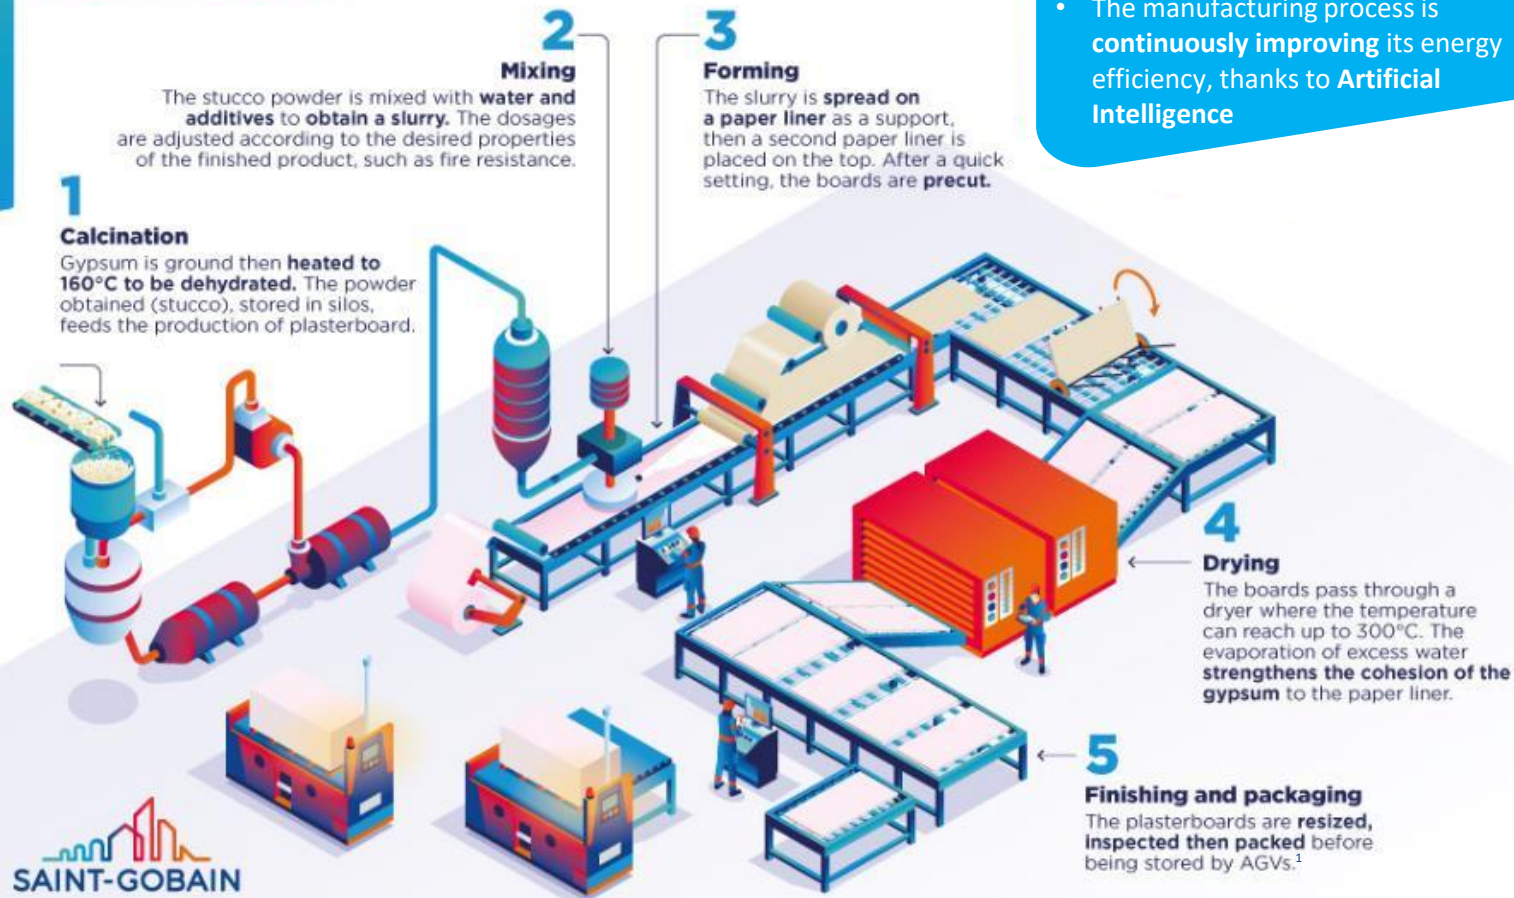 2
Mixing
The stucco powder is mixed with water and
additives to obtain a slurry. The dosages
are adjusted according to the desired properties
of the finished product, such as fire resistance.
3
Forming
The slurry is spread on
a paper liner as a support,
then a second paper liner is
placed on the top. After a quick
setting, the boards are precut.
• The manufacturing process is
continuously improving its energy
efficiency, thanks to Artificial
Intelligence
1
Calcination
Gypsum is ground then heated to
160°C to be dehydrated. The powder
obtained (stucco), stored in silos,
feeds the production of plasterboard.
4
Drying
The boards pass through a
dryer where the temperature
can reach up to 300°C. The
evaporation of excess water
strengthens the cohesion of the
gypsum to the paper liner.
5
Finishing and packaging
The plasterboards are resized,
inspected then packed before
being stored by AGVs.¹
SAINT-GOBAIN